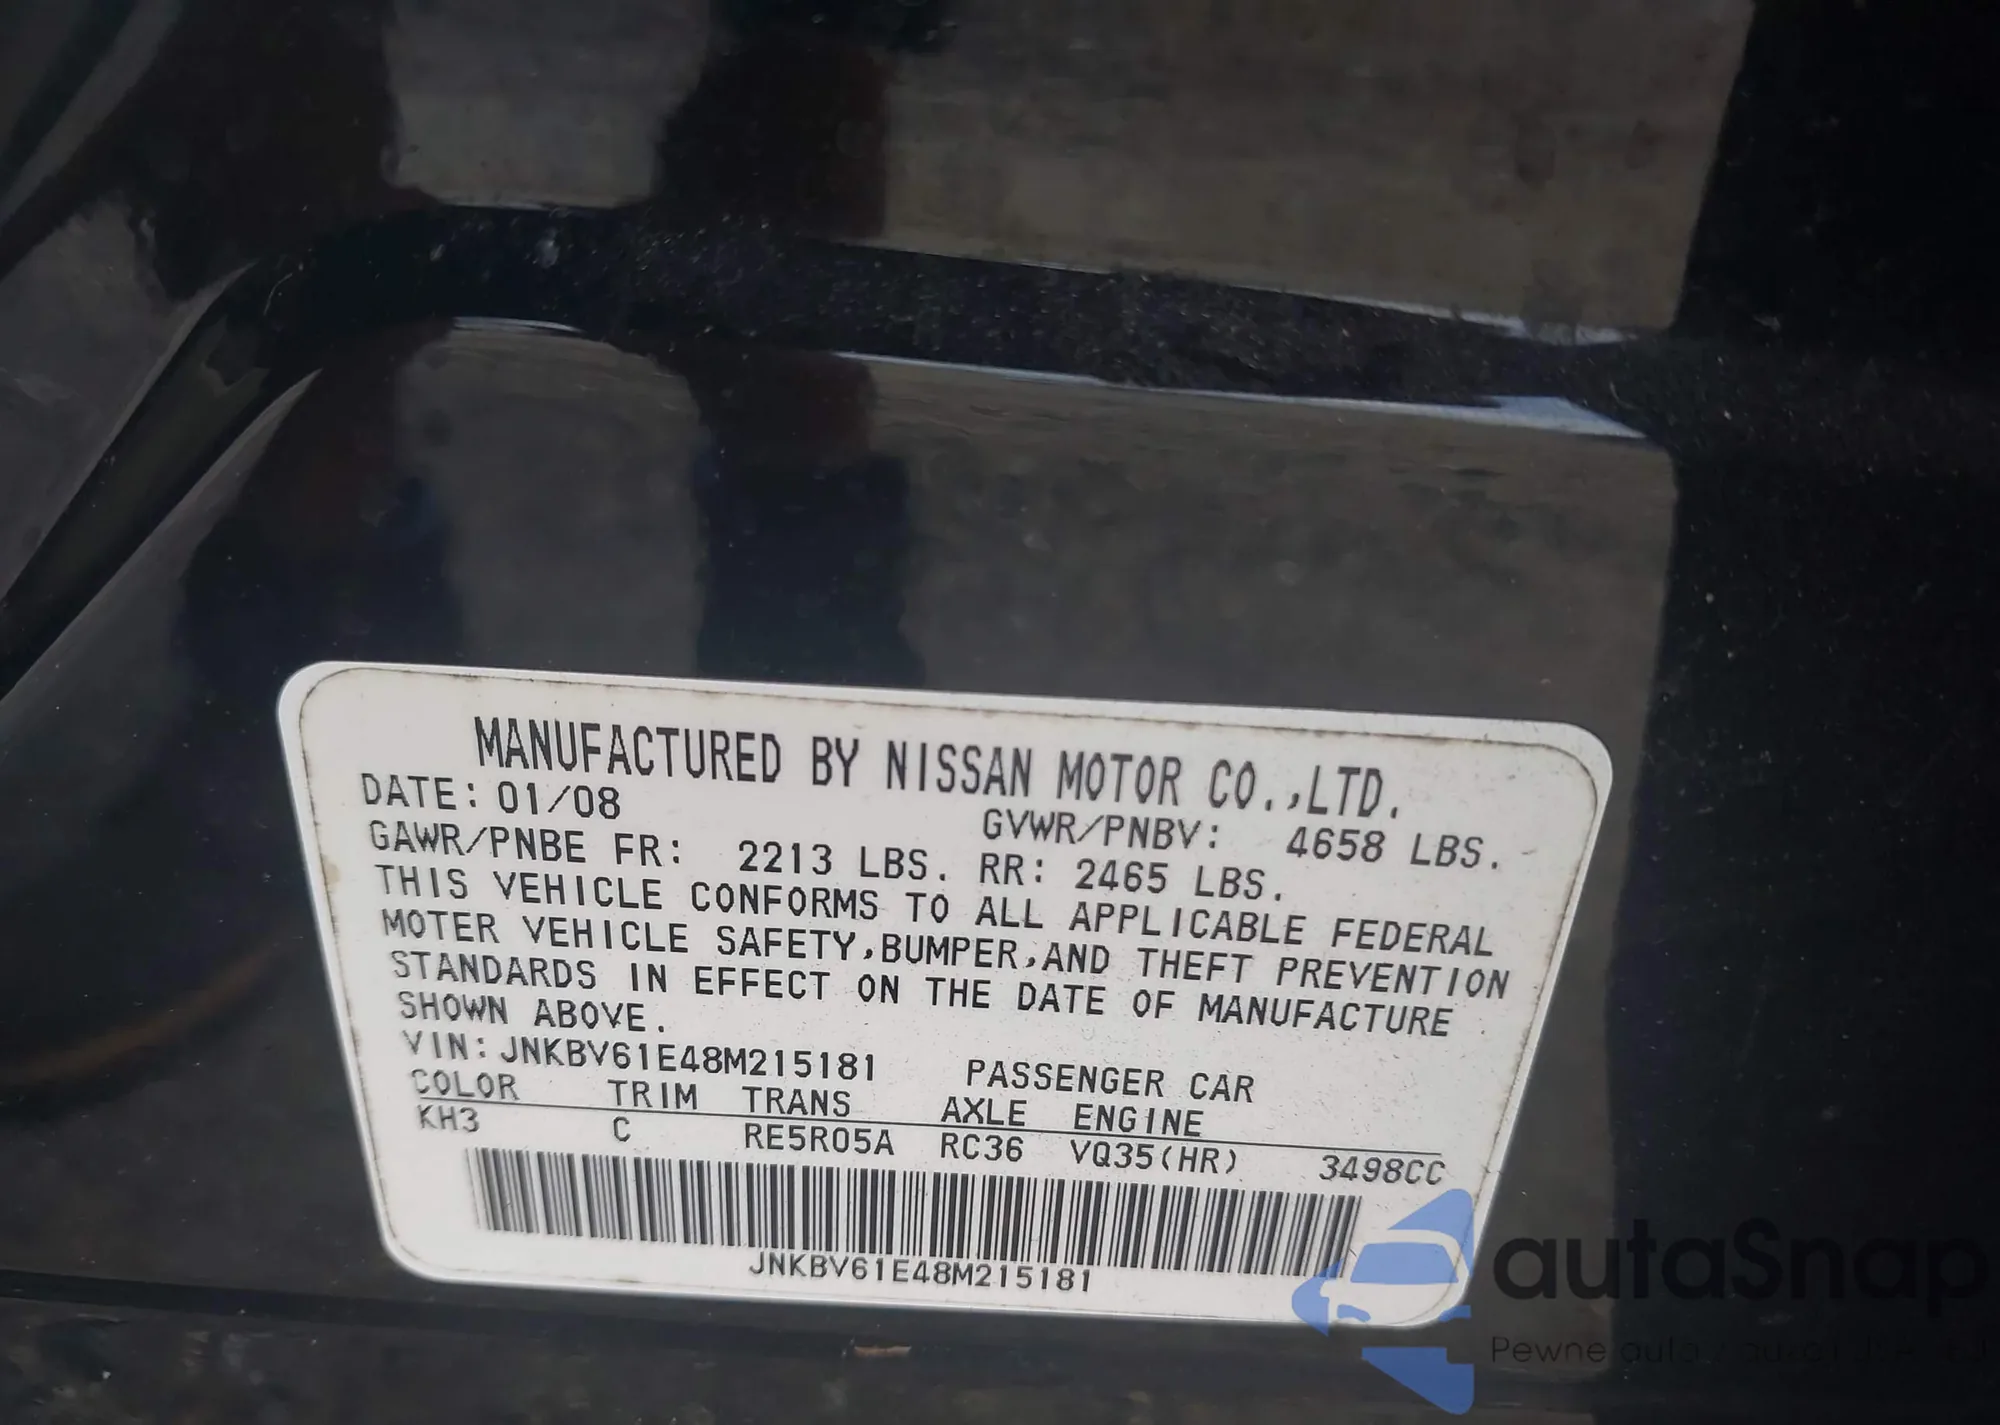 MANUFACTURED BY NISSAN MOTOR CO.,LTD.
DATE: 01/08 GVWR/PNBV: 4658 LBS.
GAWR/PNBE FR: 2213 LBS. RR: 2465 LBS.
THIS VEHICLE CONFORMS TO ALL APPLICABLE FEDERAL
MOTER VEHICLE SAFETY,BUMPER,AND THEFT PREVENTION
STANDARDS IN EFFECT ON THE DATE OF MANUFACTURE
SHOWN ABOVE.
VIN: JNKBV61E48M215181 PASSENGER CAR
COLOR TRIM TRANS AXLE ENGINE
KH3 C RE5R05A RC36 VQ35(HR) 3498CC
JNKBV61E48M215181
autaSnap
Pewne auta z